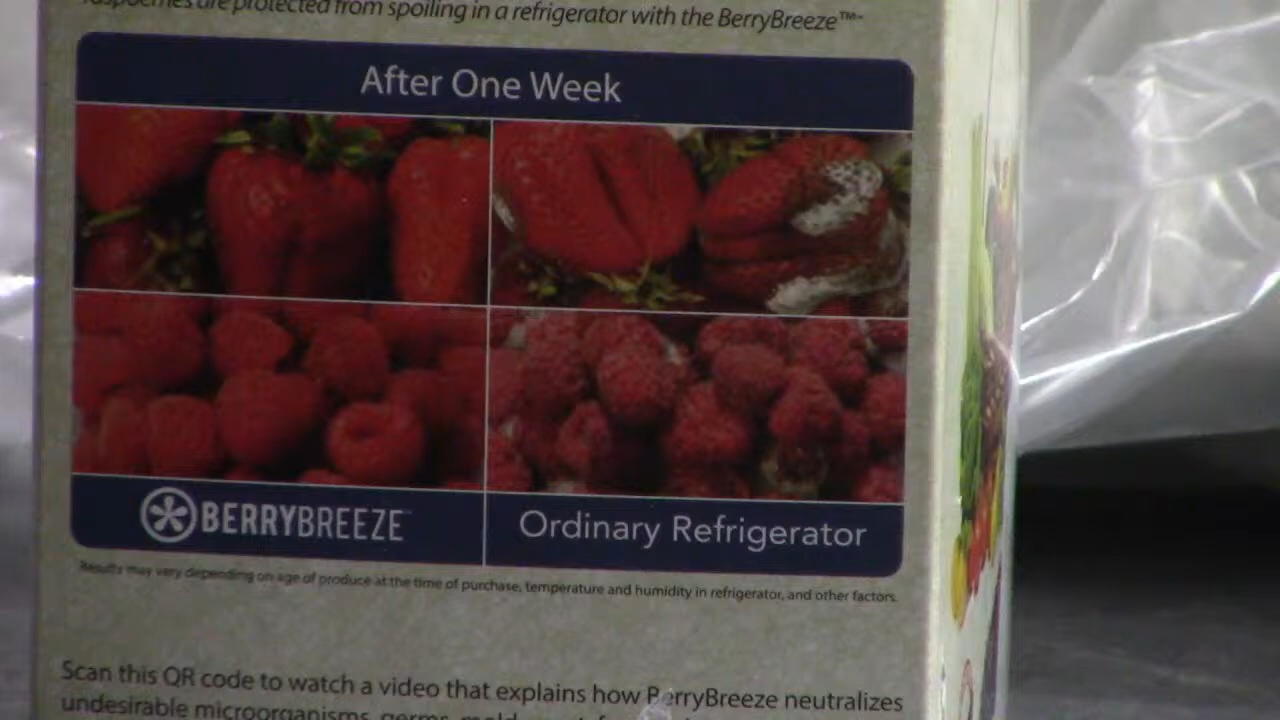 raspberries are protected from spoiling in a refrigerator with the BerryBreeze™
After One Week
BERRYBREEZE Ordinary Refrigerator
Results may vary depending on age of produce at the time of purchase, temperature and humidity in refrigerator, and other factors.
Scan this QR code to watch a video that explains how BerryBreeze neutralizes
undesirable microorganisms, germs, mold